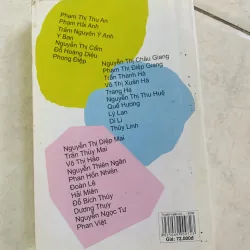 Phạm Thị Thu An
Phạm Hải Anh
Trầm Nguyên Ý Anh
Y Ban
Nguyễn Thị Cẩm
Đỗ Hoàng Diệu
Phong Điệp
Nguyễn Thị Châu Giang
Phạm Thị Điệp Giang
Trần Thanh Hà
Võ Thị Xuân Hà
Trang Hạ
Nguyễn Thị Thu Huệ
Quế Hương
Lý Lan
Di Li
Thùy Linh
Nguyễn Thị Diệp Mai
Trần Thùy Mai
Võ Thị Hảo
Nguyễn Thiên Ngân
Phan Hồn Nhiên
Đoàn Lê
Hải Miên
Đỗ Bích Thúy
Dương Thụy
Nguyễn Ngọc Tư
Phan Việt
Giá: 73.000đ